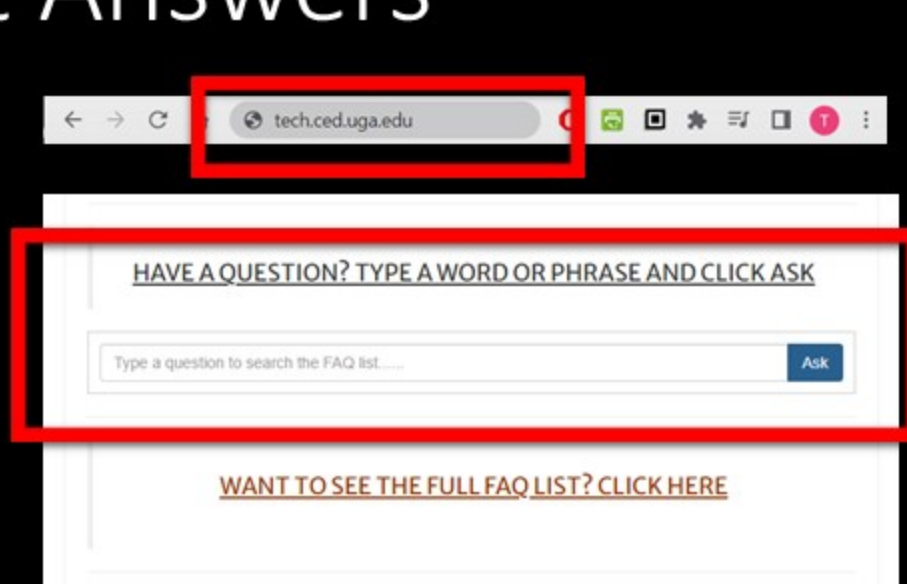 Answers
tech.ced.uga.edu
T
HAVE A QUESTION? TYPE A WORD OR PHRASE AND CLICK ASK
Type a question to search the FAQ list......
Ask
WANT TO SEE THE FULL FAQ LIST? CLICK HERE